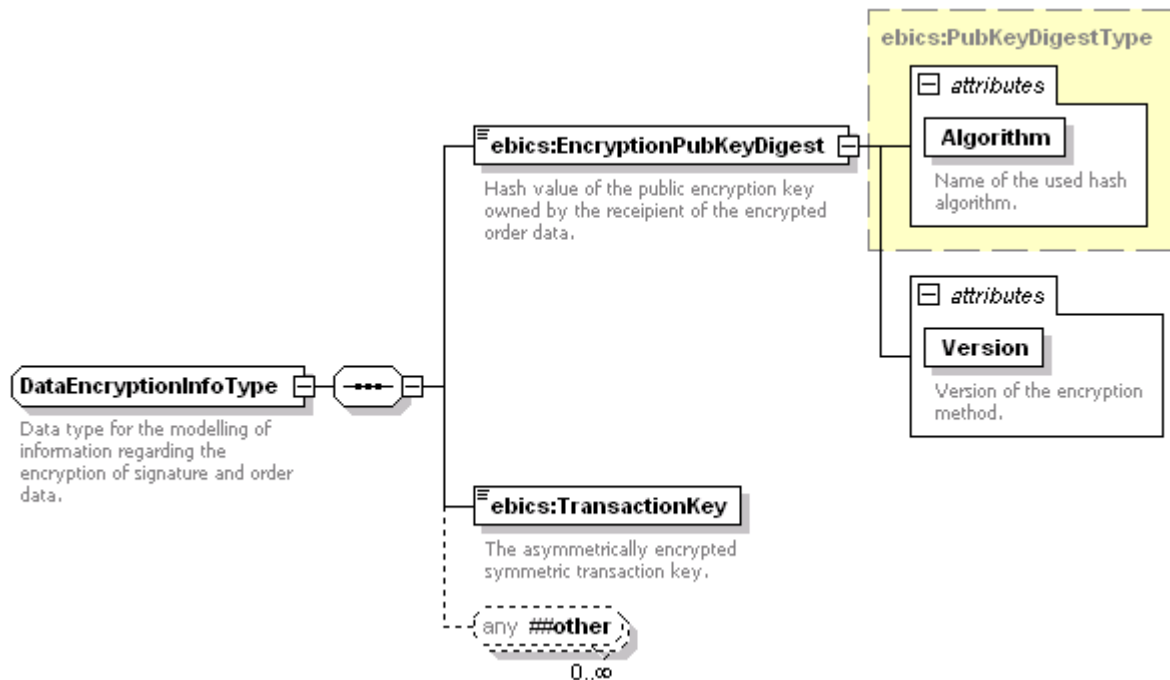 ebics:PubKeyDigestType
attributes
Algorithm
Name of the used hash
algorithm.
ebics:EncryptionPubKeyDigest
Hash value of the public encryption key
owned by the receipient of the encrypted
order data.
attributes
Version
Version of the encryption
method.
DataEncryptionInfoType
Data type for the modelling of
information regarding the
encryption of signature and order
data.
ebics:TransactionKey
The asymmetrically encrypted
symmetric transaction key.
any ##other
0..∞